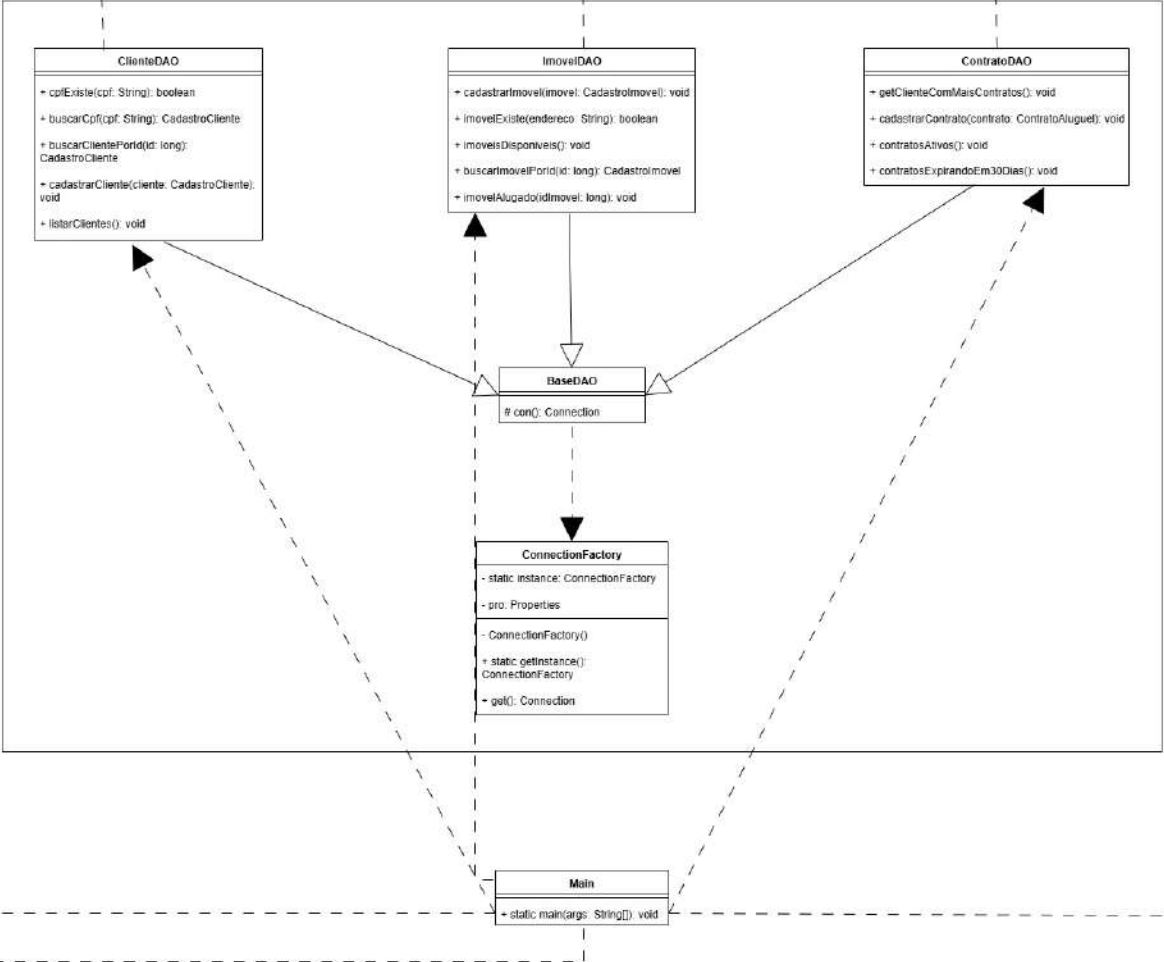 ClienteDAO
+ cpfExiste(cpf: String): boolean
+ buscarCpf(cpf: String): CadastroCliente
+ buscarClientePorId(id: long):
CadastroCliente
+ cadastrarCliente(cliente: CadastroCliente):
void
+ listarClientes(): void
ImovelDAO
+ cadastrarImovel(imovel: CadastroImovel): void
+ imovelExiste(endereco: String): boolean
+ imoveisDisponiveis(): void
+ buscarImovelPorId(id: long): CadastroImovel
+ imovelAlugado(idImovel: long): void
ContratoDAO
+ getClienteComMaisContratos(): void
+ cadastrarContrato(contrato: ContratoAluguel): void
+ contratosAtivos(): void
+ contratosExpirandoEm30Dias(): void
BaseDAO
# con(): Connection
ConnectionFactory
- static instance: ConnectionFactory
- pro: Properties
- ConnectionFactory()
+ static getInstance():
ConnectionFactory
+ get(): Connection
Main
+ static main(args: String[]): void